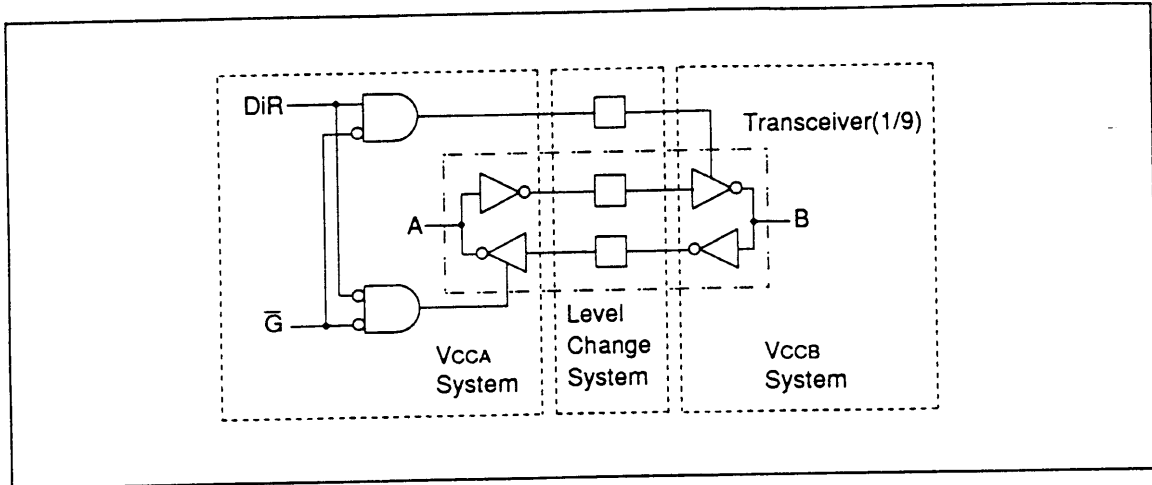 DiR
Transceiver(1/9)
A
B
G̅
Level
Change
System
VCCA
System
VCCB
System